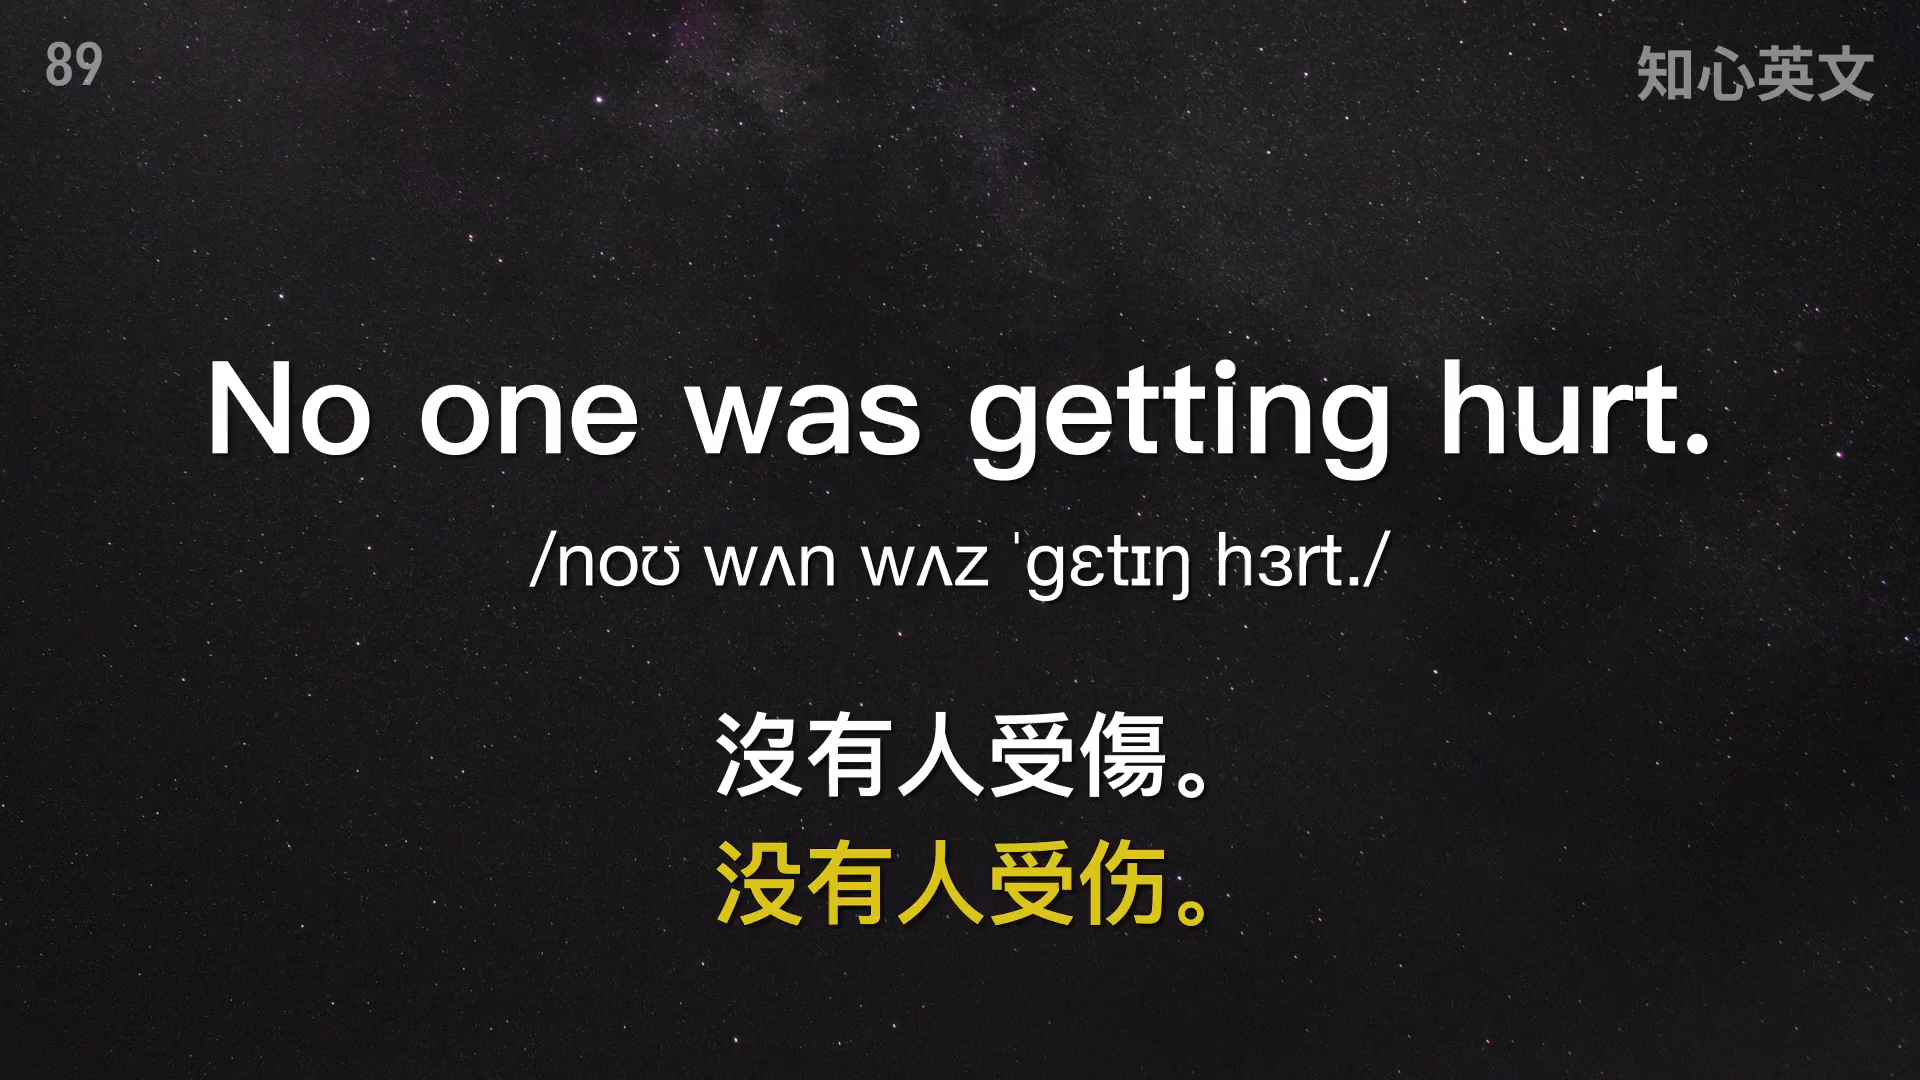 89
知心英文
No one was getting hurt.
/noʊ wʌn wʌz ˈgɛtɪŋ hɜrt./
沒有人受傷。
没有人受伤。